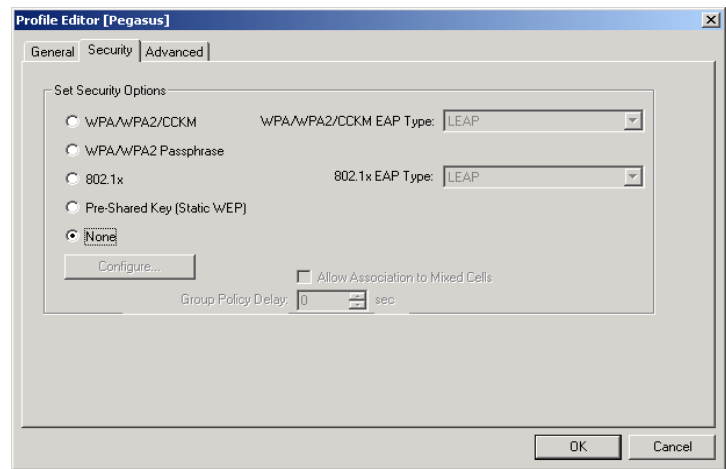 Profile Editor [Pegasus]
General Security Advanced
Set Security Options
WPA/WPA2/CCKM WPA/WPA2/CCKM EAP Type: LEAP
WPA/WPA2 Passphrase
802.1x 802.1x EAP Type: LEAP
Pre-Shared Key (Static WEP)
None
Configure...
Allow Association to Mixed Cells
Group Policy Delay: 0 sec
OK Cancel